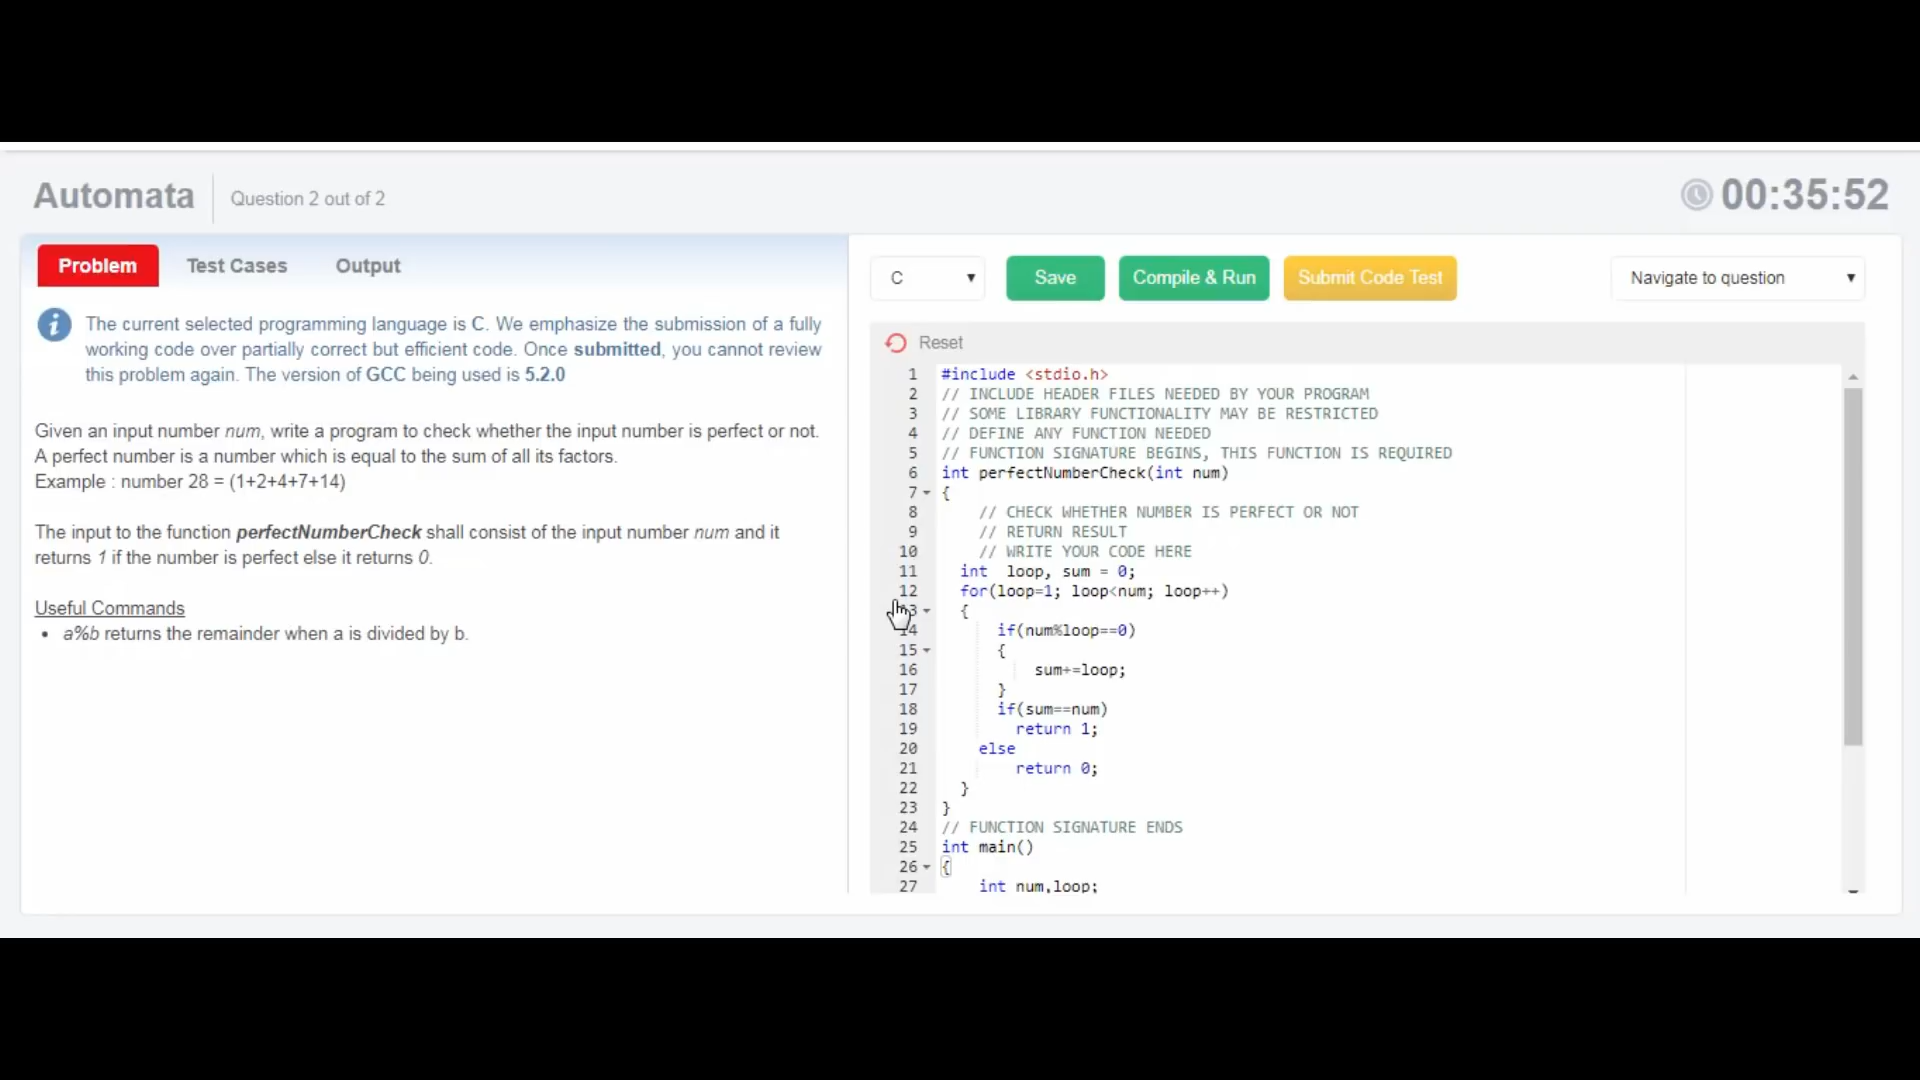 Automata
Question 2 out of 2
00:35:52
Problem
Test Cases
Output
C
Save
Compile & Run
Submit Code Test
Navigate to question
i
The current selected programming language is C. We emphasize the submission of a fully
working code over partially correct but efficient code. Once submitted, you cannot review
this problem again. The version of GCC being used is 5.2.0
Given an input number num, write a program to check whether the input number is perfect or not.
A perfect number is a number which is equal to the sum of all its factors.
Example : number 28 = (1+2+4+7+14)
The input to the function perfectNumberCheck shall consist of the input number num and it
returns 1 if the number is perfect else it returns 0.
Useful Commands
• a%b returns the remainder when a is divided by b.
Reset
1 #include <stdio.h>
2 // INCLUDE HEADER FILES NEEDED BY YOUR PROGRAM
3 // SOME LIBRARY FUNCTIONALITY MAY BE RESTRICTED
4 // DEFINE ANY FUNCTION NEEDED
5 // FUNCTION SIGNATURE BEGINS, THIS FUNCTION IS REQUIRED
6 int perfectNumberCheck(int num)
7 {
8 // CHECK WHETHER NUMBER IS PERFECT OR NOT
9 // RETURN RESULT
10 // WRITE YOUR CODE HERE
11 int loop, sum = 0;
12 for(loop=1; loop<num; loop++)
13 {
14 if(num%loop==0)
15 {
16 sum+=loop;
17 }
18 if(sum==num)
19 return 1;
20 else
21 return 0;
22 }
23 }
24 // FUNCTION SIGNATURE ENDS
25 int main()
26 {
27 int num,loop;